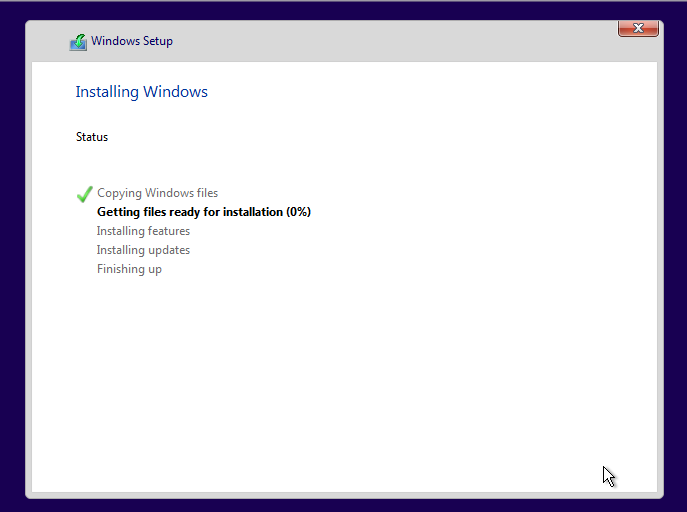 Windows Setup
Installing Windows
Status
Copying Windows files
Getting files ready for installation (0%)
Installing features
Installing updates
Finishing up